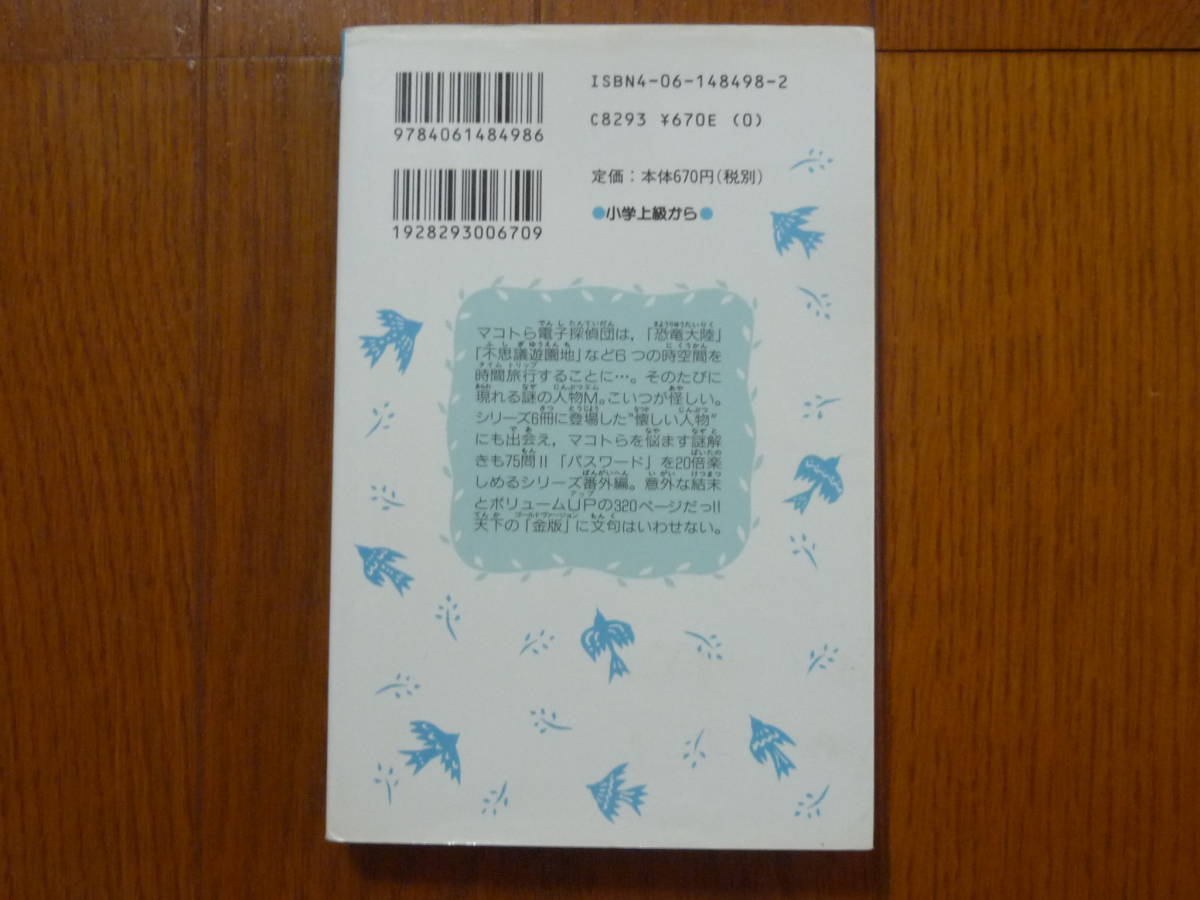 ISBN4-06-148498-2
9784061484986
C8293 ¥670E (0)
定価：本体670円(税別)
1928293006709
●小学上級から●
マコトら電子探偵団は，「恐竜大陸」
「不思議遊園地」など6つの時空間を
時間旅行することに…。そのたびに
現れる謎の人物M。こいつが怪しい。
シリーズ6冊に登場した"懐しい人物"
にも出会え，マコトらを悩ます謎解
きも75問!!「パスワード」を20倍楽
しめるシリーズ番外編。意外な結末
とボリュームUPの320ページだっ!!
天下の「金版」に文句はいわせない。